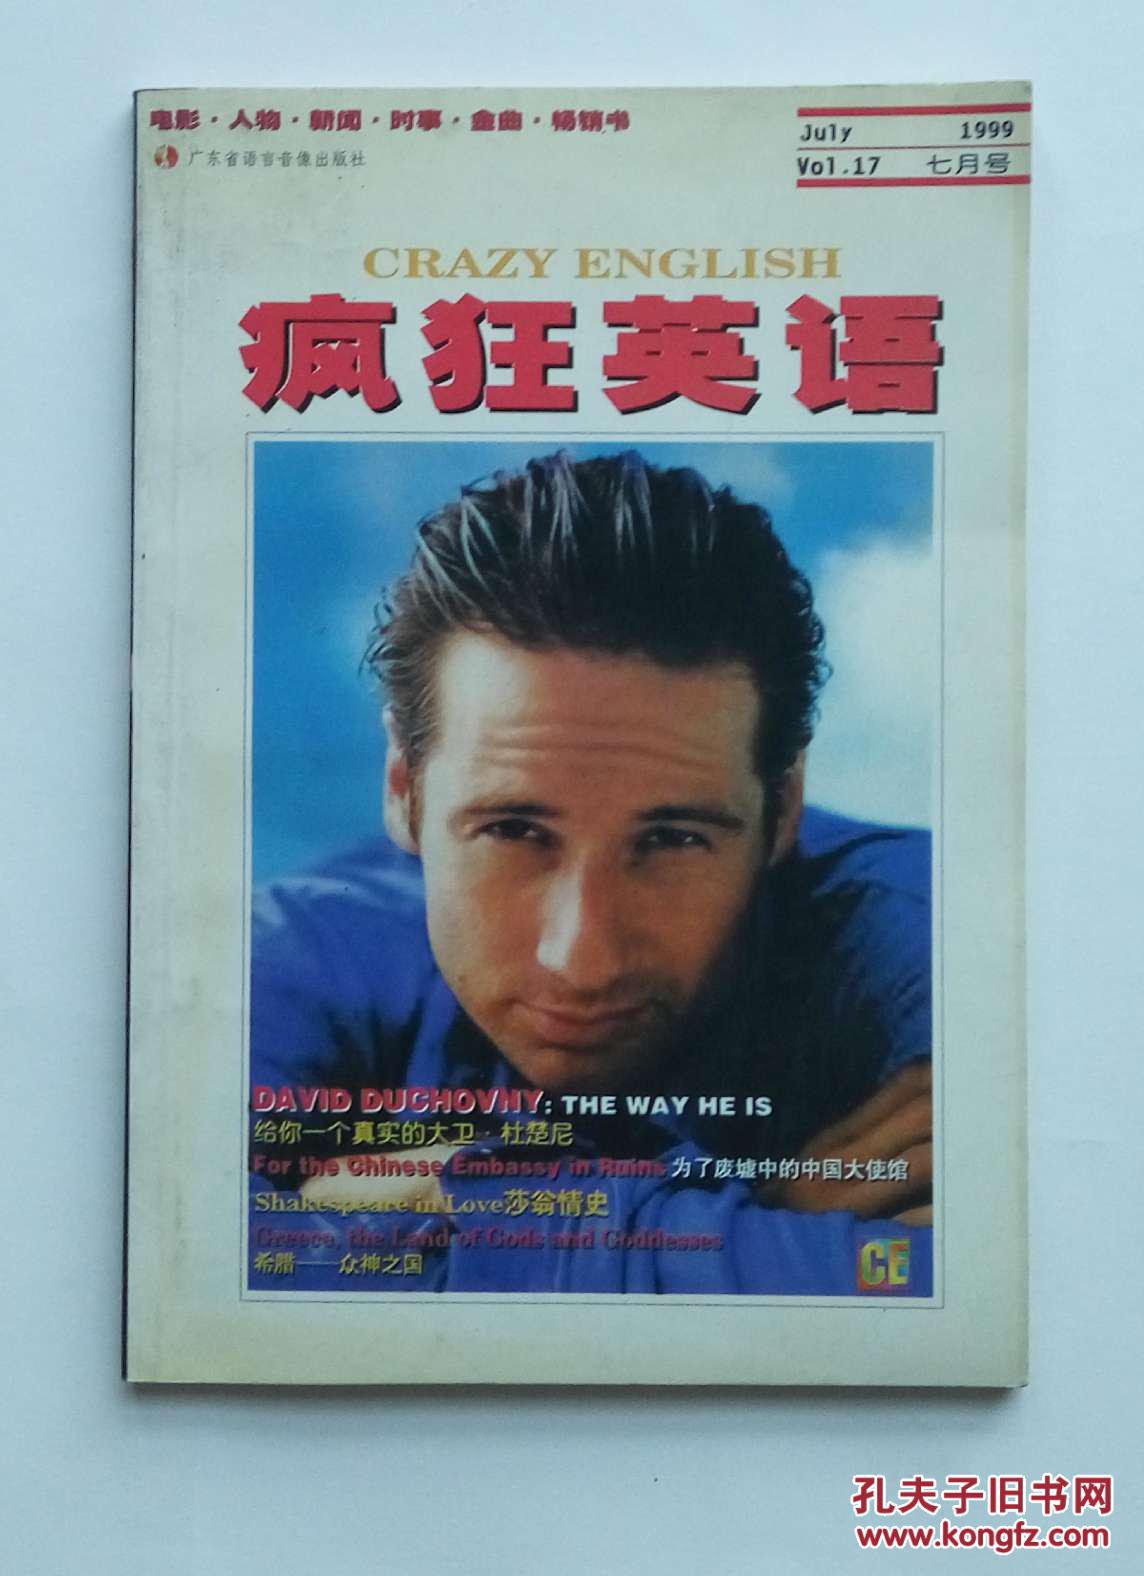 电影·人物·新闻·时事·金曲·畅销书
广东省语言音像出版社
July 1999
Vol.17 七月号
CRAZY ENGLISH
疯狂英语
DAVID DUCHOVNY: THE WAY HE IS
给你一个真实的大卫·杜楚尼
For the Chinese Embassy in Ruins 为了废墟中的中国大使馆
Shakespeare in Love莎翁情史
Greece, the Land of Gods and Goddesses
希腊——众神之国
CE
孔夫子旧书网
www.kongfz.com